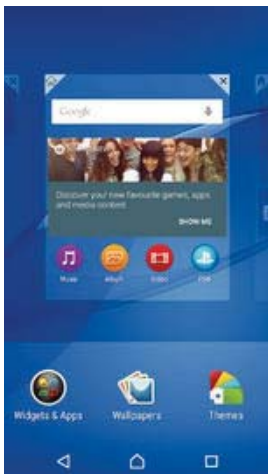 Google
Discover your new favourite games, apps
and media content
SHOW ME
Music Album Video PSN
Widgets & Apps Wallpapers Themes